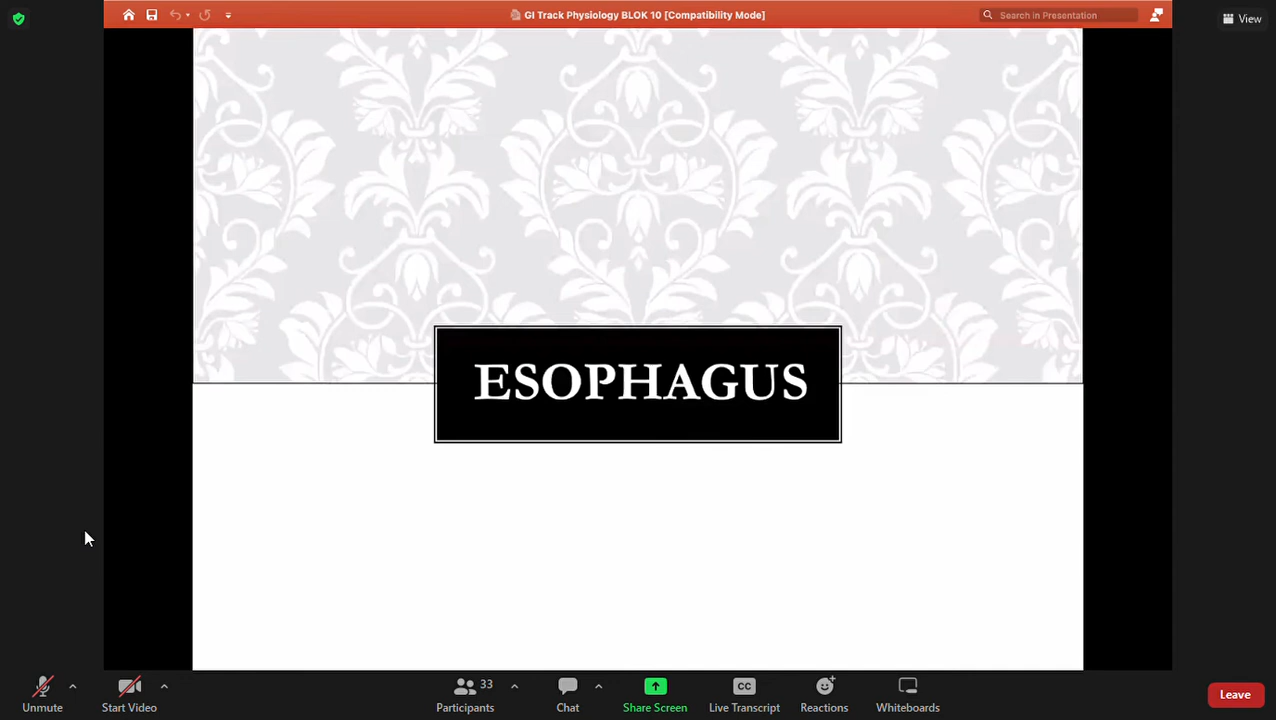 GI Track Physiology BLOK 10 [Compatibility Mode]
Search in Presentation
View
ESOPHAGUS
Unmute
Start Video
33
Participants
Chat
Share Screen
CC
Live Transcript
Reactions
Whiteboards
Leave